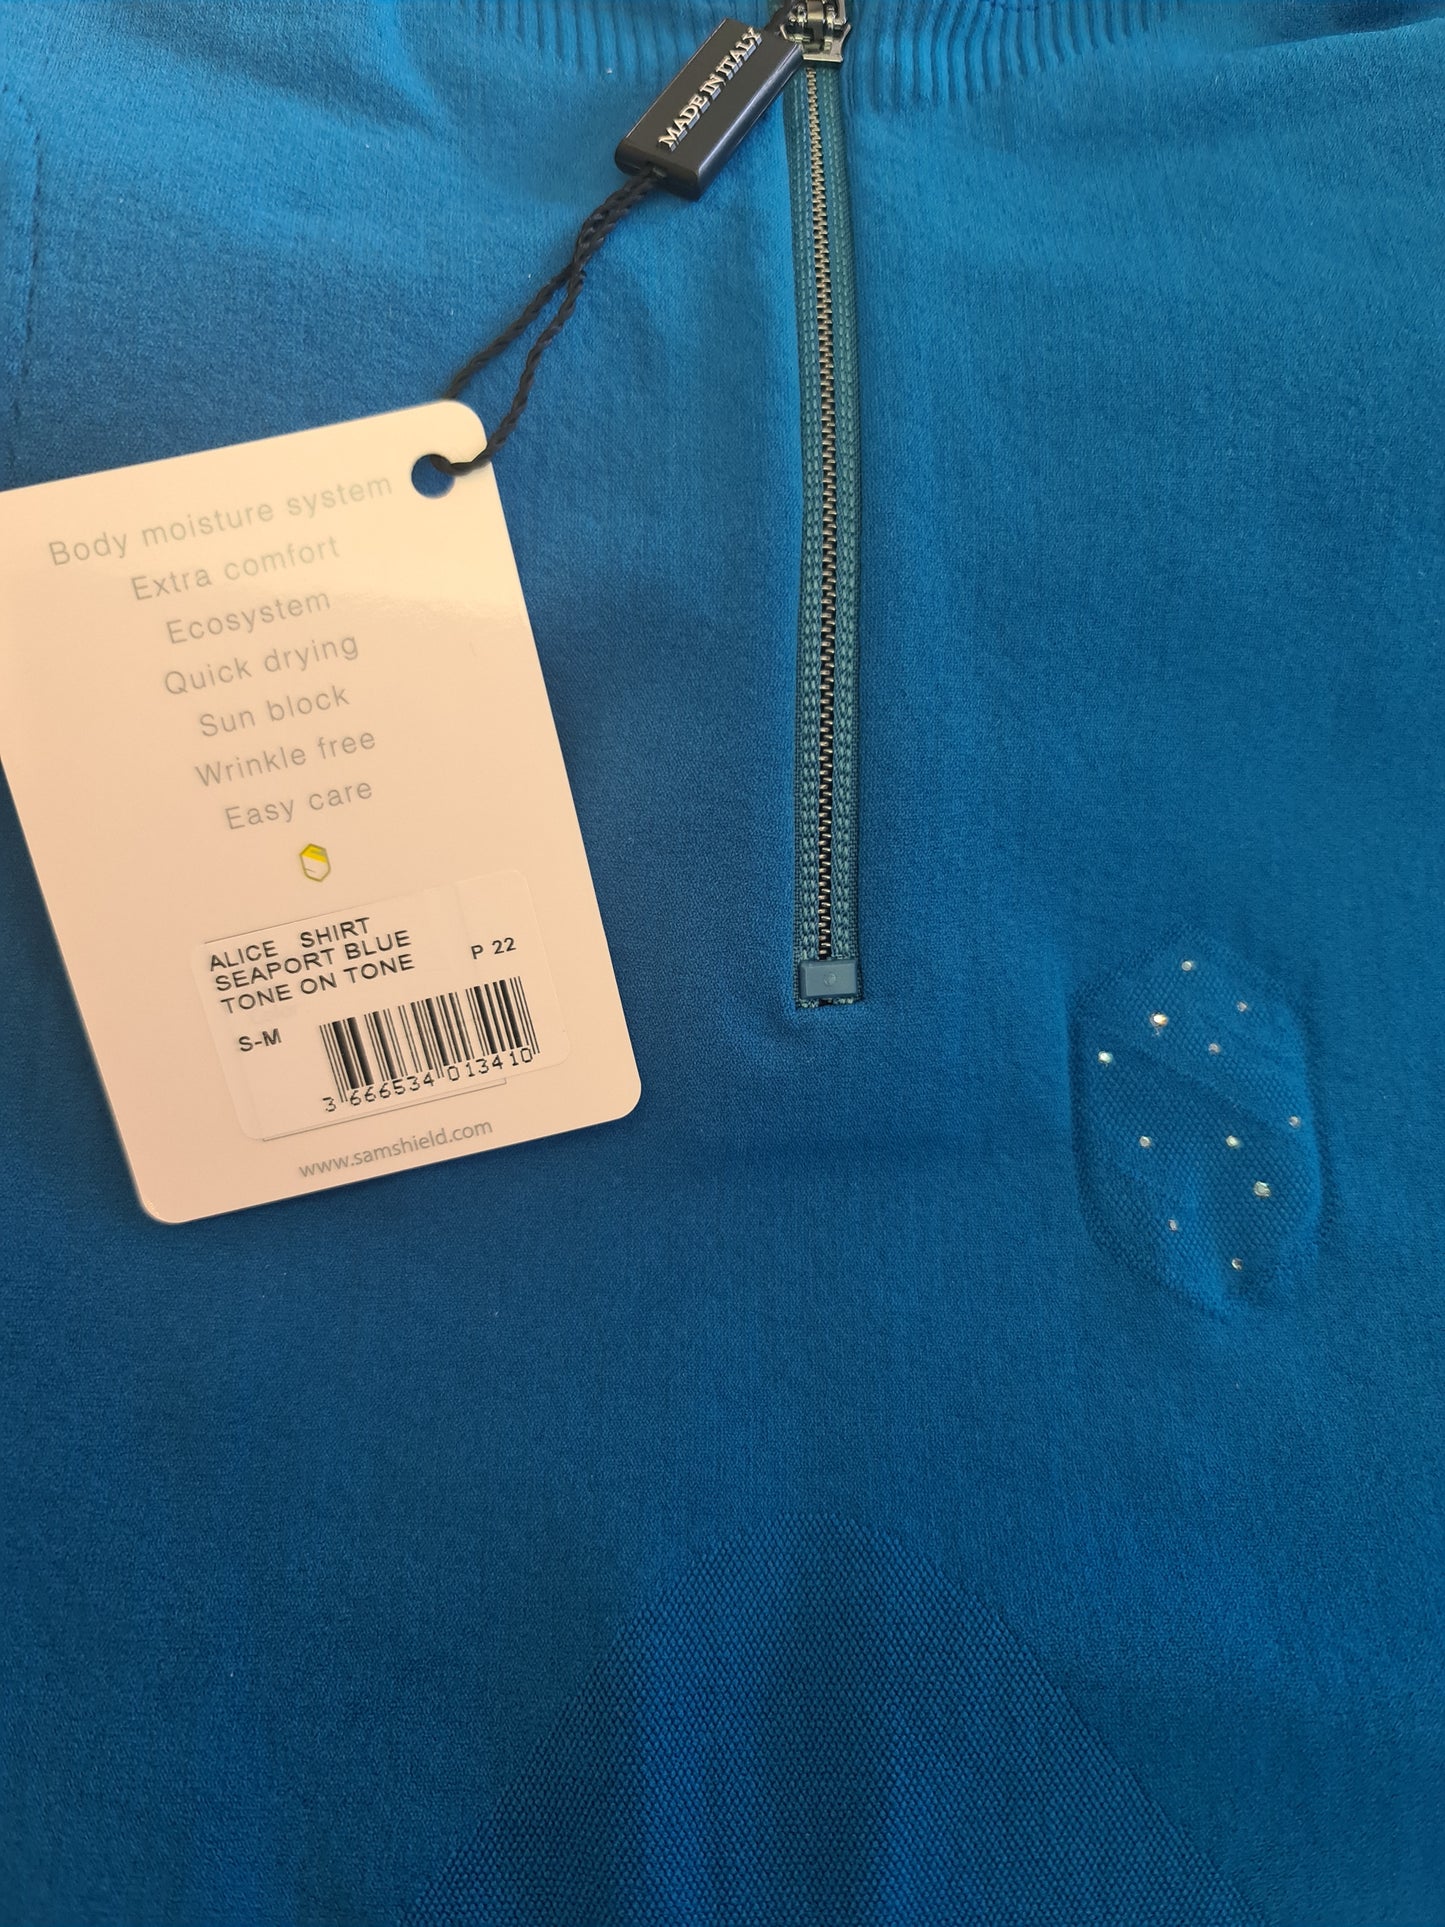 MADE IN ITALY
Body moisture system
Extra comfort
Ecosystem
Quick drying
Sun block
Wrinkle free
Easy care
ALICE SHIRT
SEAPORT BLUE P 22
TONE ON TONE
S-M
3 666534 013410
www.samshield.com